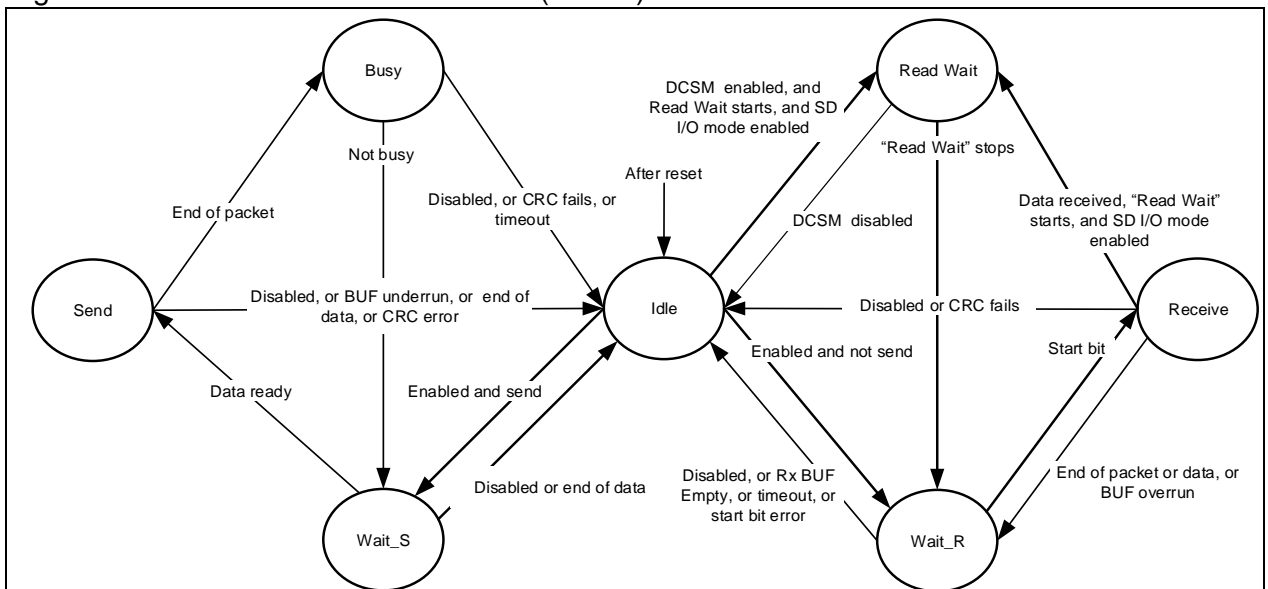 Busy
Read Wait
DCSM enabled, and
Read Wait starts, and SD
I/O mode enabled
Not busy
"Read Wait" stops
After reset
End of packet
Disabled, or CRC fails, or
timeout
DCSM disabled
Data received, "Read Wait"
starts, and SD I/O mode
enabled
Send
Disabled, or BUF underrun, or end of
data, or CRC error
Idle
Disabled or CRC fails
Receive
Enabled and not send
Start bit
Data ready
Enabled and send
Disabled or end of data
Disabled, or Rx BUF
Empty, or timeout, or
start bit error
End of packet or data, or
BUF overrun
Wait_S
Wait_R